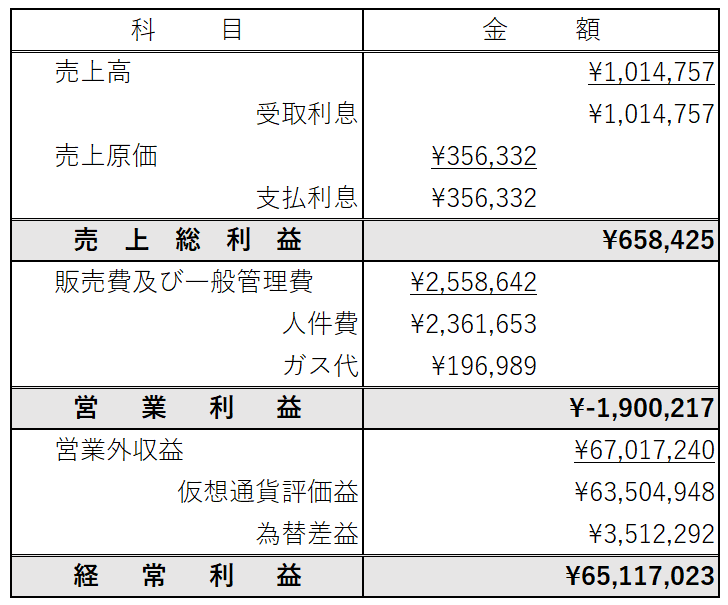 科 目 金 額
売上高 ¥1,014,757
受取利息 ¥1,014,757
売上原価 ¥356,332
支払利息 ¥356,332
売 上 総 利 益 ¥658,425
販売費及び一般管理費 ¥2,558,642
人件費 ¥2,361,653
ガス代 ¥196,989
営 業 利 益 ¥-1,900,217
営業外収益 ¥67,017,240
仮想通貨評価益 ¥63,504,948
為替差益 ¥3,512,292
経 常 利 益 ¥65,117,023